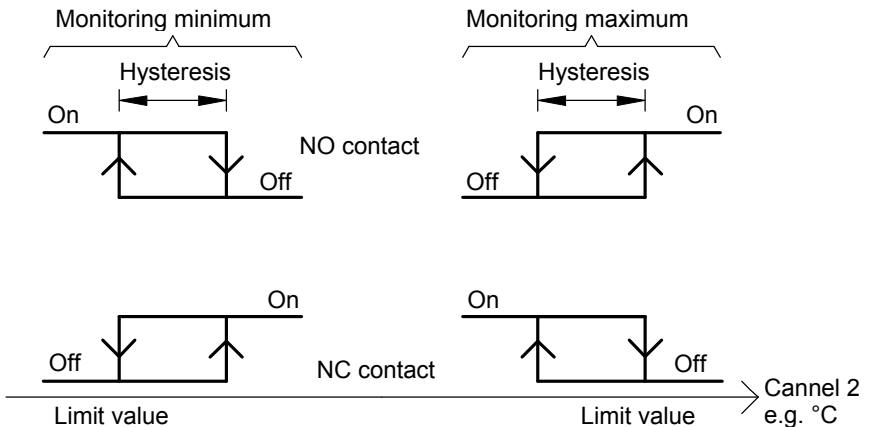 Monitoring minimum
Monitoring maximum
Hysteresis
Hysteresis
On
On
NO contact
Off
Off
On
On
Off
NC contact
Off
Cannel 2
e.g. °C
Limit value
Limit value